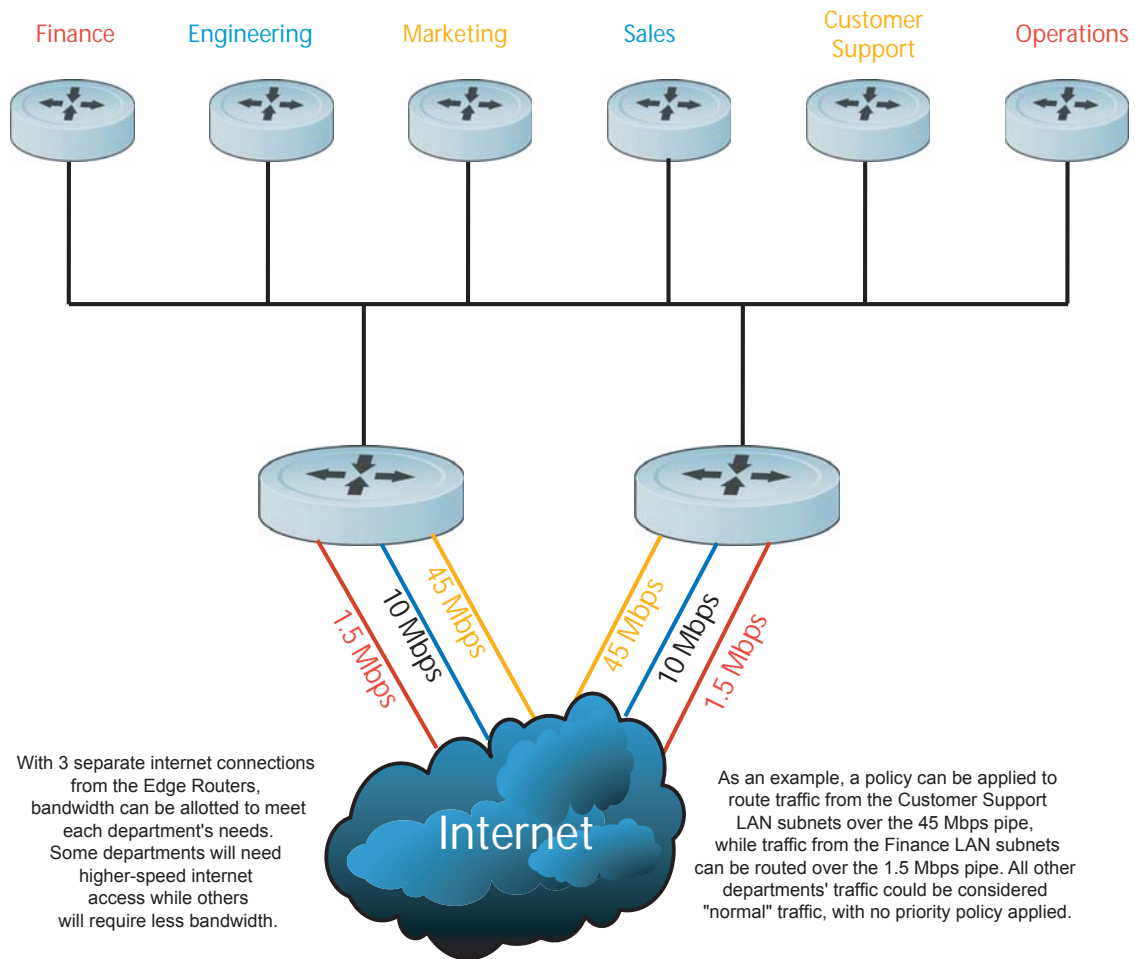 Finance
Engineering
Marketing
Sales
Customer
Support
Operations
1.5 Mbps
10 Mbps
45 Mbps
45 Mbps
10 Mbps
1.5 Mbps
Internet
With 3 separate internet connections
from the Edge Routers,
bandwidth can be allotted to meet
each department's needs.
Some departments will need
higher-speed internet
access while others
will require less bandwidth.
As an example, a policy can be applied to
route traffic from the Customer Support
LAN subnets over the 45 Mbps pipe,
while traffic from the Finance LAN subnets
can be routed over the 1.5 Mbps pipe. All other
departments' traffic could be considered
"normal" traffic, with no priority policy applied.